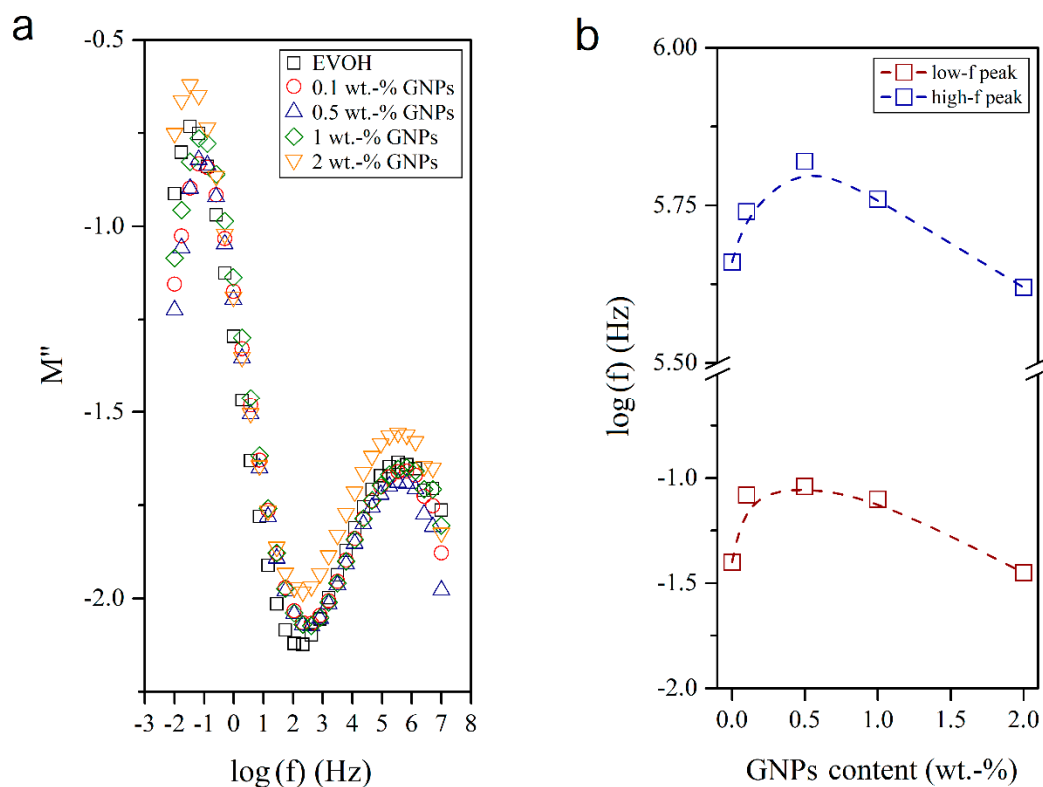 a
-0.5
-1.0
-1.5
-2.0
M"
-3 -2 -1 0 1 2 3 4 5 6 7 8
log(f) (Hz)
EVOH
0.1 wt.-% GNPs
0.5 wt.-% GNPs
1 wt.-% GNPs
2 wt.-% GNPs
b
6.00
5.75
5.50
-1.0
-1.5
-2.0
log(f) (Hz)
0.0 0.5 1.0 1.5 2.0
GNPs content (wt.-%)
low-f peak
high-f peak